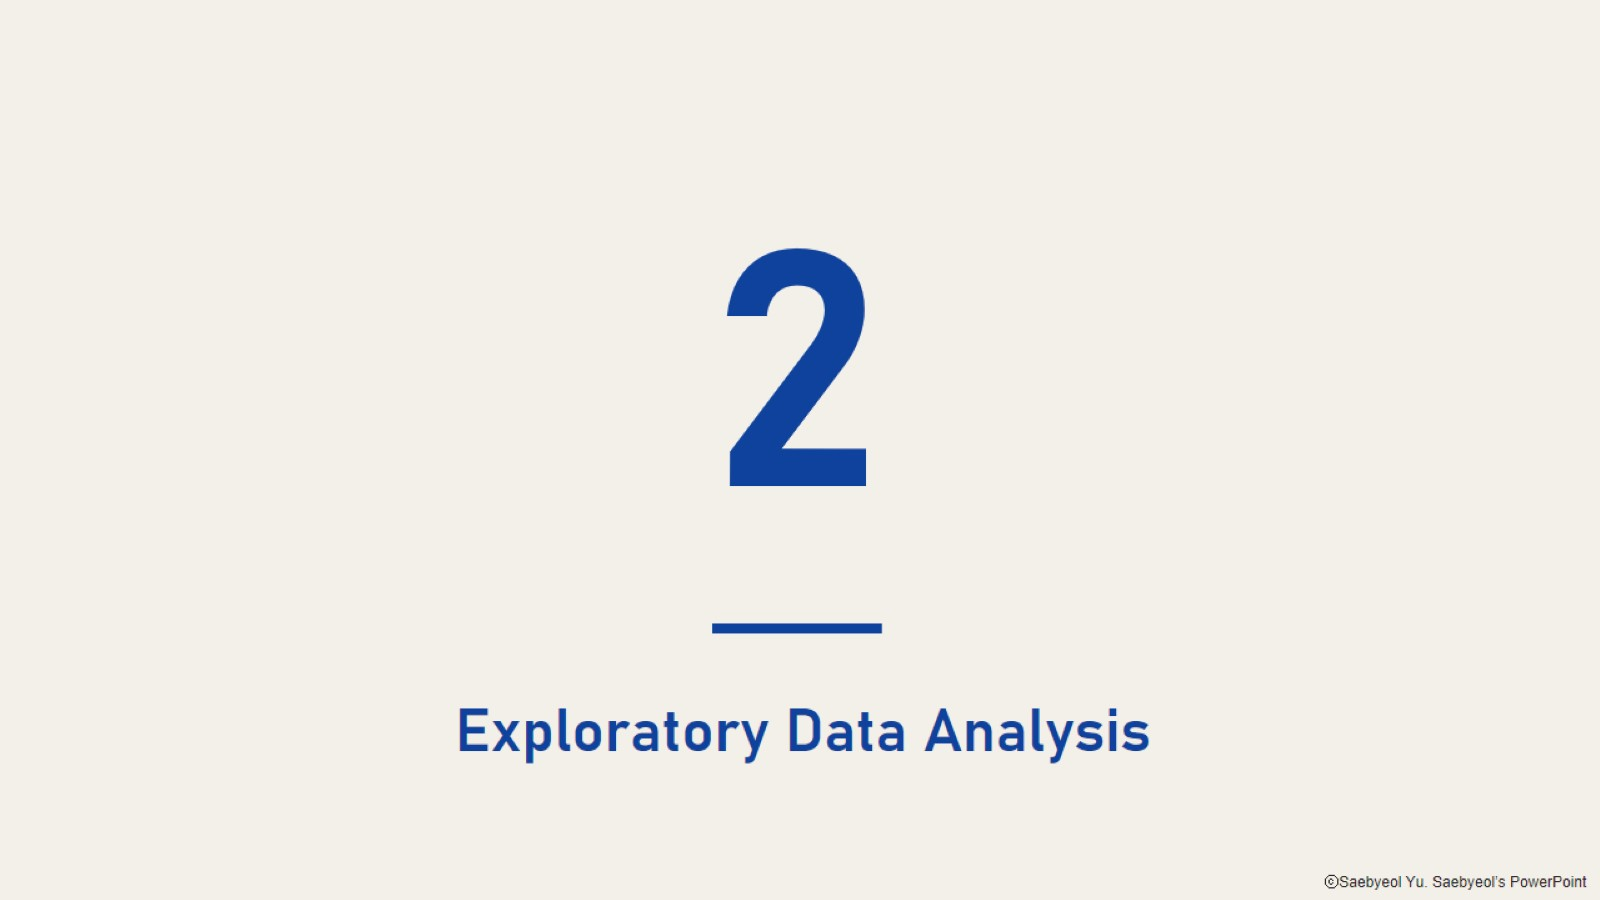 2
Exploratory Data Analysis
ⓒSaebyeol Yu. Saebyeol's PowerPoint